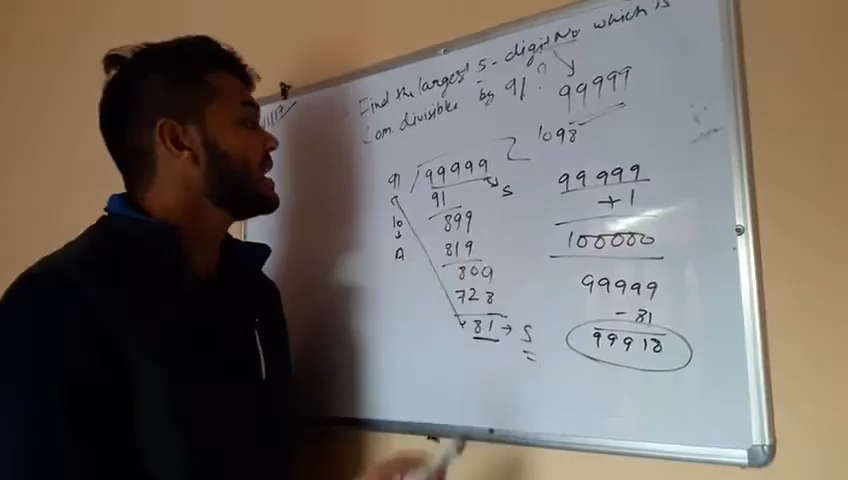 Find the largest 5-digit No which is
com. divisible by 91?
99999
1098
91 99999 → S
91
899
819
809
728
81 → S
10
A
99999
+1
100000
99999
-81
99918